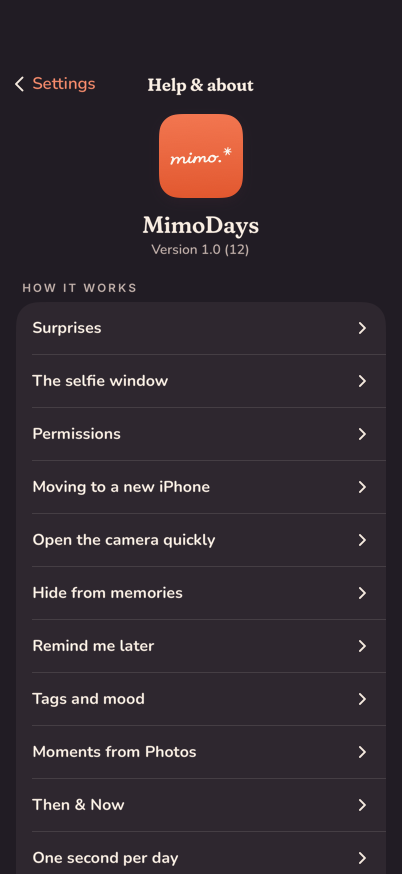 Settings
Help & about
mimo.*
MimoDays
Version 1.0 (12)
HOW IT WORKS
Surprises
The selfie window
Permissions
Moving to a new iPhone
Open the camera quickly
Hide from memories
Remind me later
Tags and mood
Moments from Photos
Then & Now
One second per day